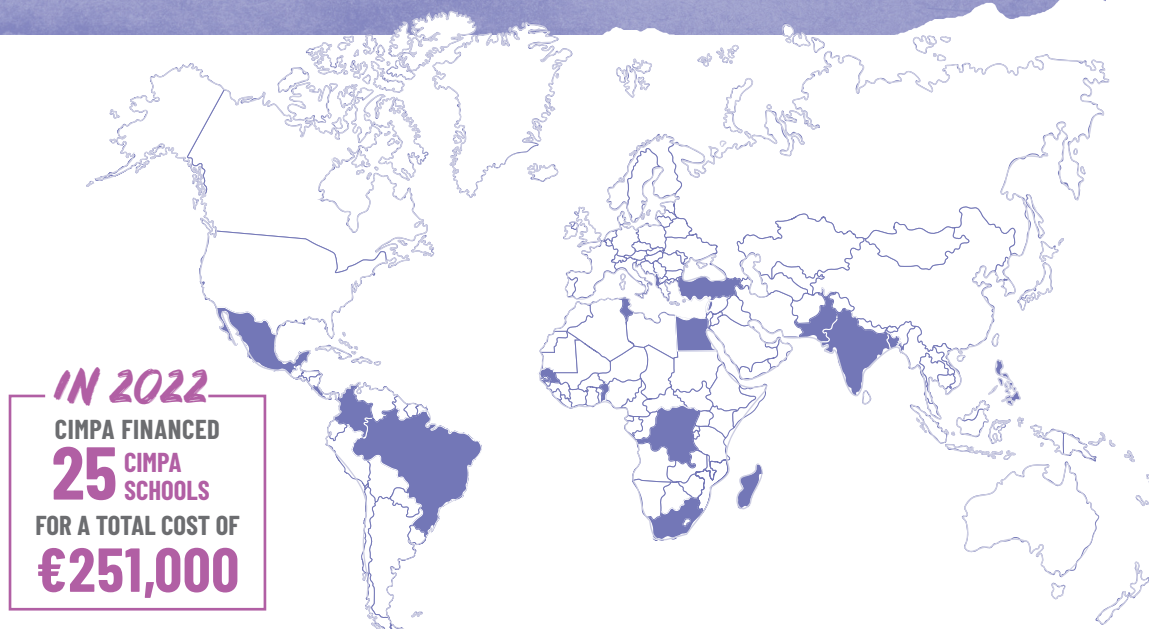 IN 2022
CIMPA FINANCED
25 CIMPA
SCHOOLS
FOR A TOTAL COST OF
€251,000